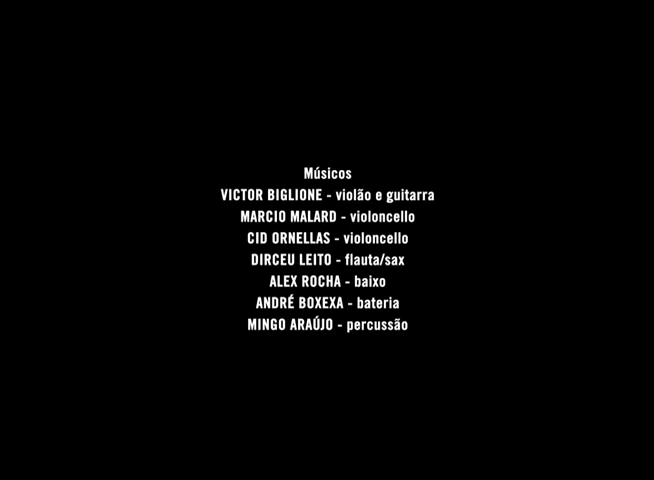 Músicos
VICTOR BIGLIONE - violão e guitarra
MARCIO MALARD - violoncello
CID ORNELLAS - violoncello
DIRCEU LEITO - flauta/sax
ALEX ROCHA - baixo
ANDRÉ BOXEXA - bateria
MINGO ARAÚJO - percussão